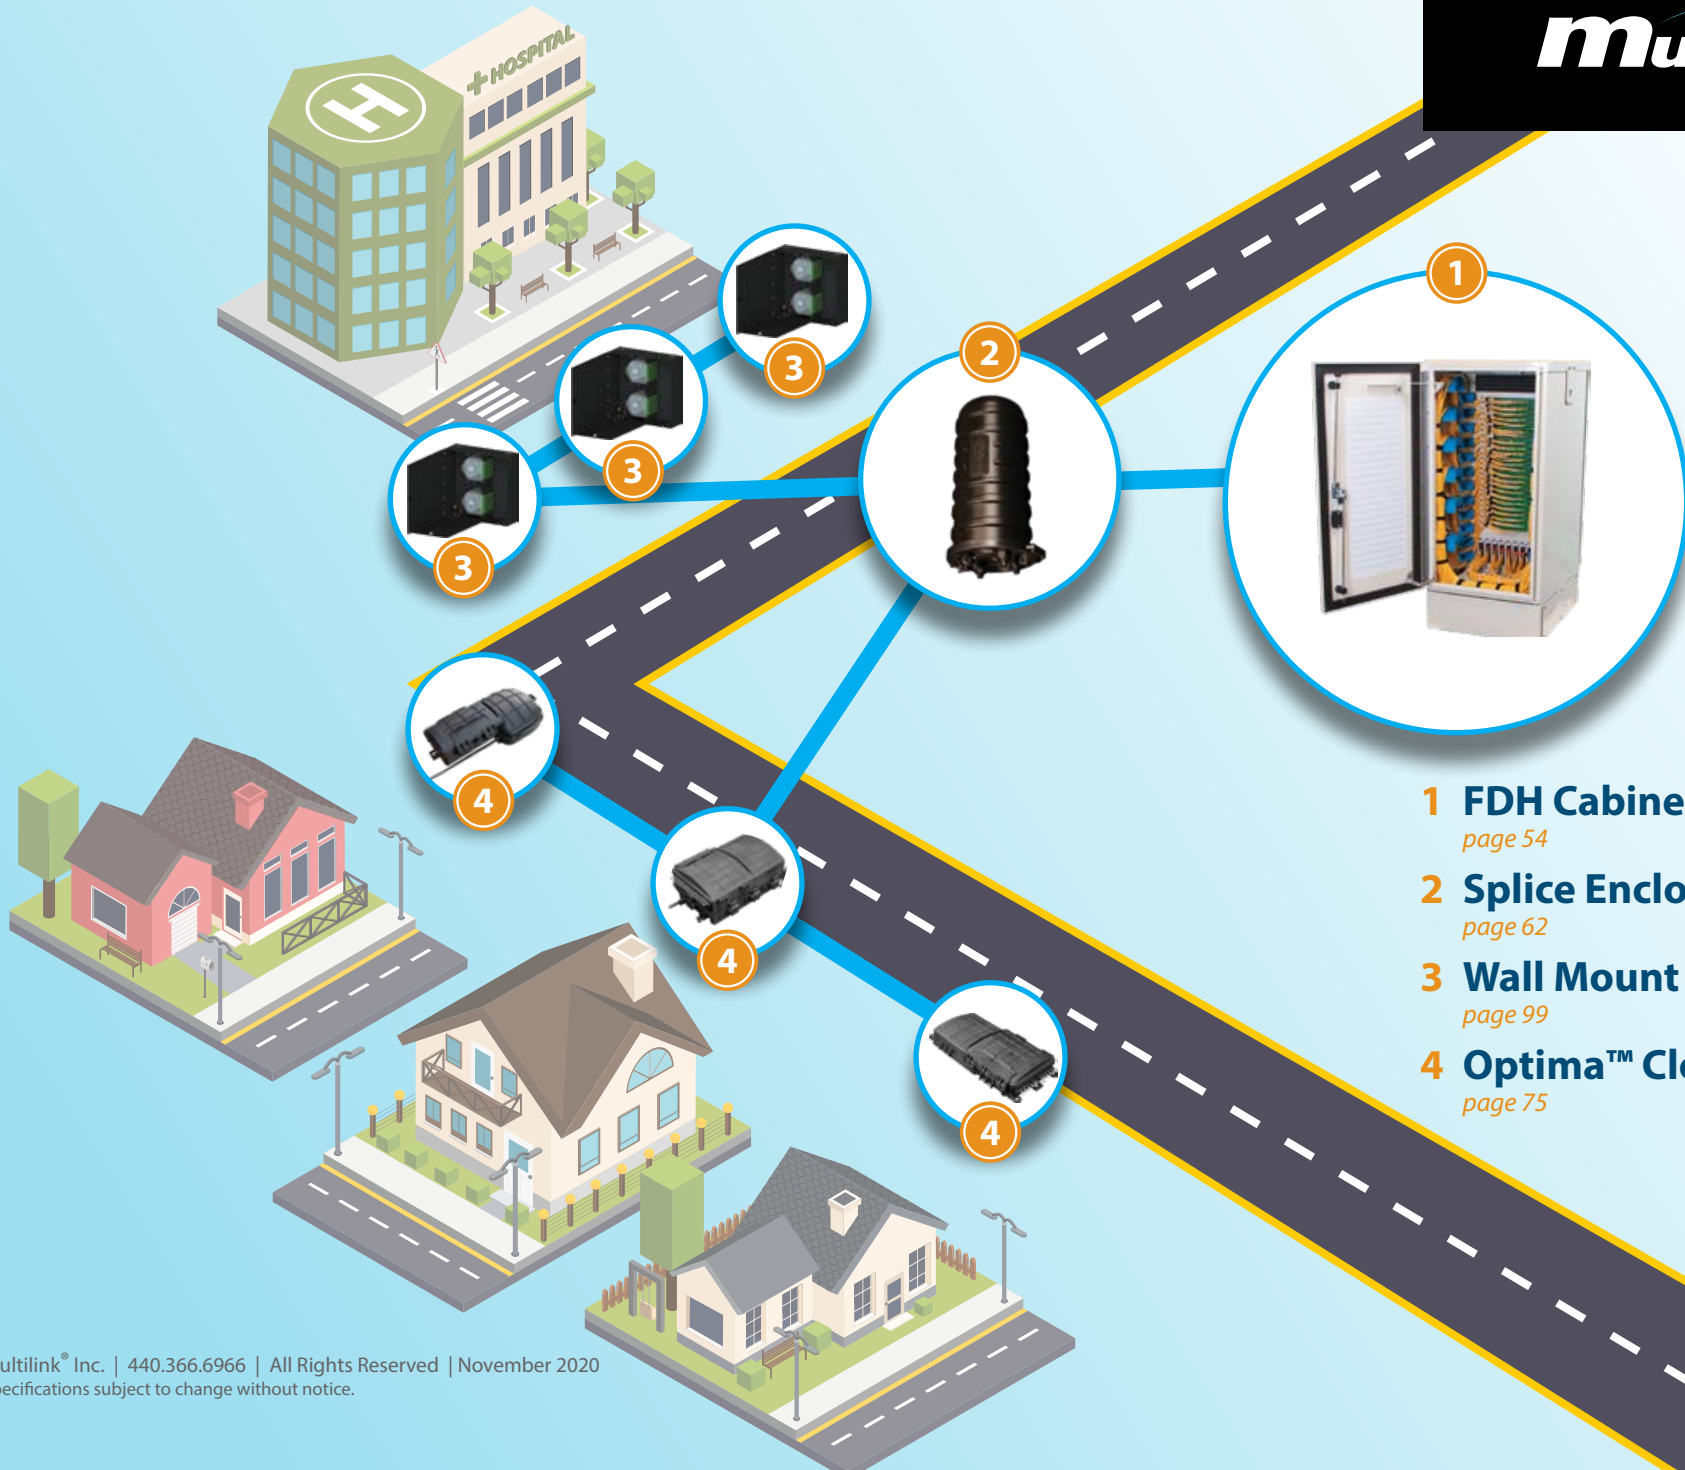 +HOSPITAL
H
mu
1
2
3
3
3
4
4
4
1 FDH Cabine
page 54
2 Splice Enclo
page 62
3 Wall Mount
page 99
4 Optima™ Clo
page 75
ultilink® Inc. | 440.366.6966 | All Rights Reserved | November 2020
pecifications subject to change without notice.